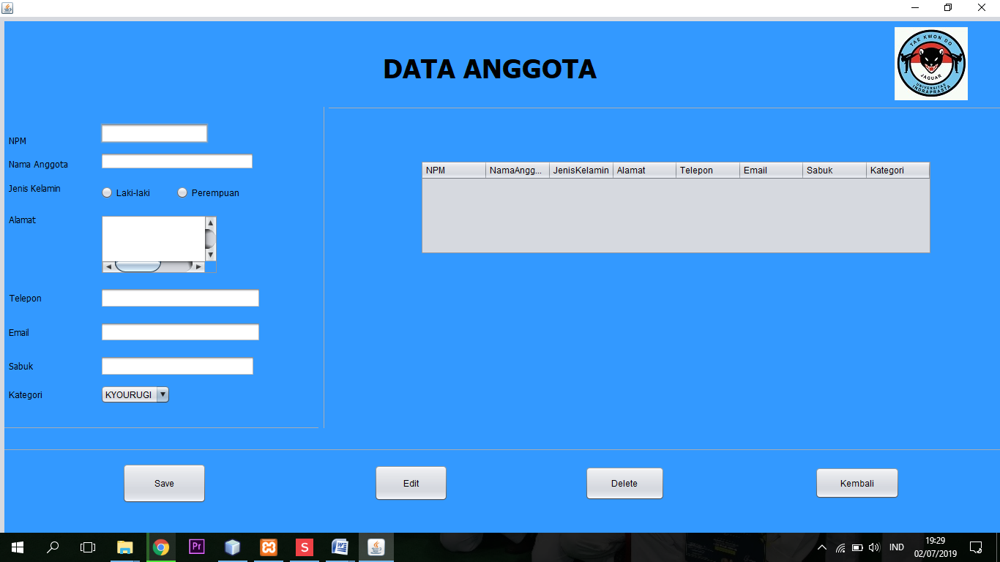 DATA ANGGOTA
TAE KWON DO
JAGUAR
UNIVERSITAS
INDRAPRASTA
NPM
Nama Anggota
Jenis Kelamin
Laki-laki
Perempuan
Alamat
Telepon
Email
Sabuk
Kategori
KYOURUGI
NPM NamaAngg... JenisKelamin Alamat Telepon Email Sabuk Kategori
Save Edit Delete Kembali
Pr
S
W
IND
19:29
02/07/2019